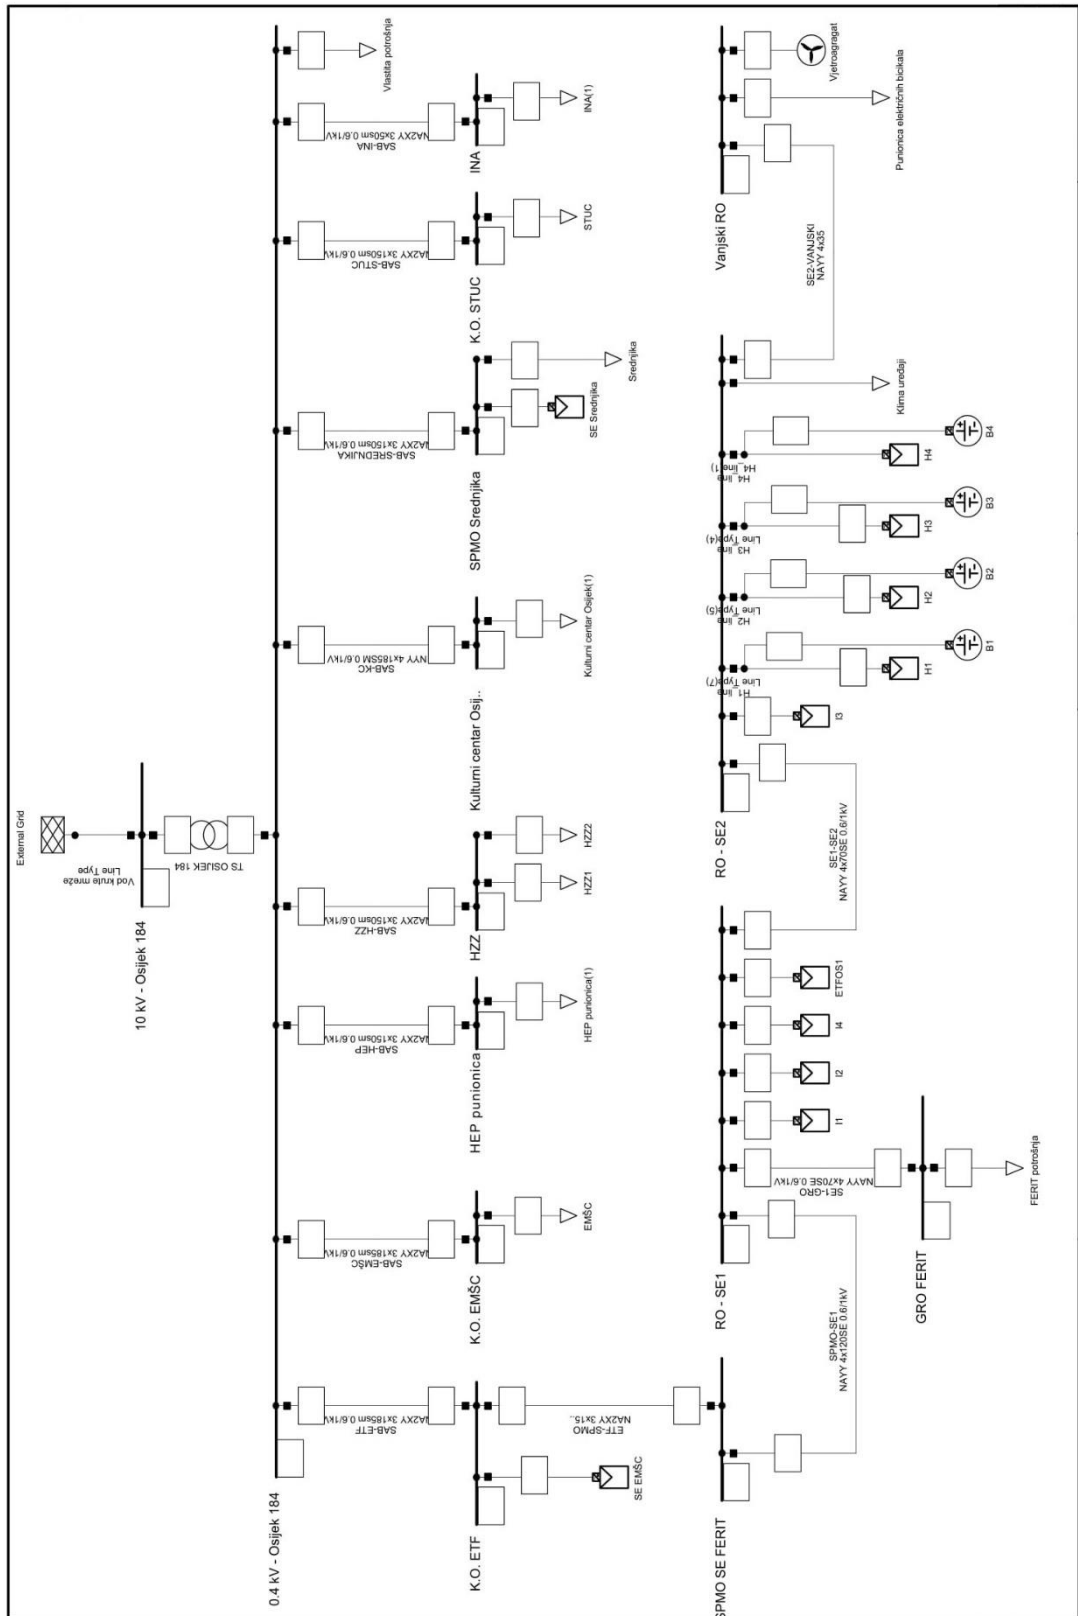 External Grid
Vod krute mreže
Line Type
10 kV - Osijek 184
TS OSIJEK 184
0.4 kV - Osijek 184
Vlastita potrošnja
SAB-INA
NA2XY 3x50sm 0.6/1kV
INA
INA(1)
SAB-STUC
NA2XY 3x150sm 0.6/1kV
K.O. STUC
STUC
SAB-SREDNJIKA
NA2XY 3x150sm 0.6/1kV
SPMO Srednjika
SE Srednjika
Srednjika
SAB-KC
NYY 4x185SM 0.6/1kV
Kulturni centar Osij..
Kulturni centar Osijek(1)
SAB-HZZ
NA2XY 3x150sm 0.6/1kV
HZZ
HZZ1
HZZ2
SAB-HEP
NA2XY 3x150sm 0.6/1kV
HEP punionica
HEP punionica(1)
SAB-EMŠC
NA2XY 3x185sm 0.6/1kV
K.O. EMŠC
EMŠC
SAB-ETF
NA2XY 3x185sm 0.6/1kV
K.O. ETF
SE EMŠC
ETF-SPMO
NA2XY 3x15..
SPMO SE FERIT
SPMO-SE1
NAYY 4x120SE 0.6/1kV
RO - SE1
SE1-GRO
NAYY 4x70SE 0.6/1kV
GRO FERIT
FERIT potrošnja
I1
I2
I4
ETFOS1
SE1-SE2
NAYY 4x70SE 0.6/1kV
RO - SE2
I3
H1_line
Line Type(7)
H1
B1
H2_line
Line Type(5)
H2
B2
H3_line
Line Type(4)
H3
B3
H4_line
H4_line(1)
H4
B4
Klima uređaji
SE2-VANJSKI
NAYY 4x35
Vanjski RO
Punionica električnih bicikala
Vjetroagragat